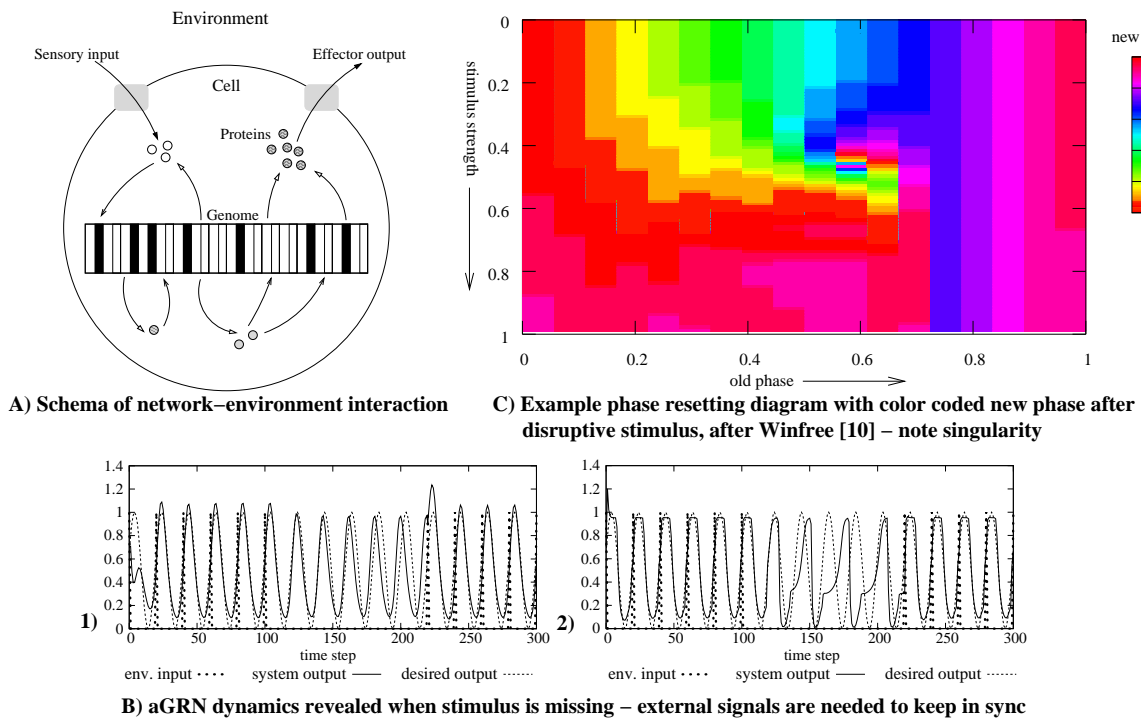 Environment
Sensory input
Effector output
Cell
Proteins
Genome
A) Schema of network−environment interaction
0
0.2
0.4
0.6
0.8
1
stimulus strength
0 0.2 0.4 0.6 0.8 1
old phase
new
C) Example phase resetting diagram with color coded new phase after
disruptive stimulus, after Winfree [10] − note singularity
1.4
1.2
1
0.8
0.6
0.4
0.2
0
1)
0 50 100 150 200 250 300
time step
env. input system output desired output
1.4
1.2
1
0.8
0.6
0.4
0.2
0
2)
0 50 100 150 200 250 300
time step
env. input system output desired output
B) aGRN dynamics revealed when stimulus is missing − external signals are needed to keep in sync